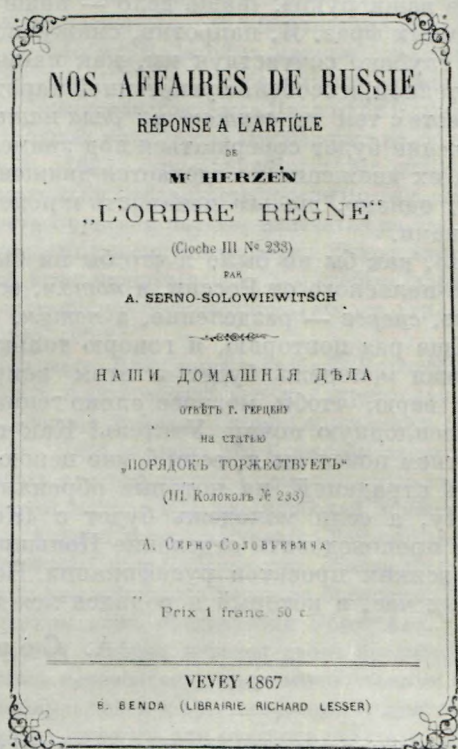 NOS AFFAIRES DE RUSSIE
RÉPONSE A L'ARTICLE
DE
Mr HERZEN
„L'ORDRE RÈGNE“
(Cloche III No 233)
PAR
A. SERNO-SOLOWIEWITSCH
НАШИ ДОМАШНІЯ ДѢЛА
ОТВѢТЪ Г. ГЕРЦЕНУ
НА СТАТЬЮ
„ПОРЯДОКЪ ТОРЖЕСТВУЕТЪ“
(III. Колоколъ № 233)
А. Серно-Соловьевича
Prix 1 franc 50 c.
VEVEY 1867
B. BENDA (LIBRAIRIE RICHARD LESSER)